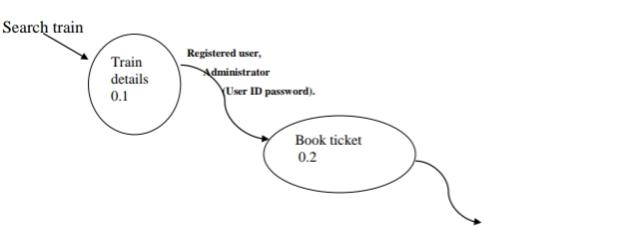 Search train
Registered user,
Train
Administrator
details
(User ID password).
0.1
Book ticket
0.2